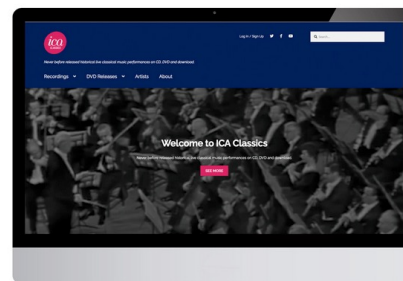 ica
CLASSICS
Log In / Sign Up
Search...
Never before released historical live classical music performances on CD, DVD and download.
Recordings
DVD Releases
Artists
About
Welcome to ICA Classics
Never before released historical live classical music performances on CD, DVD and download.
SEE MORE